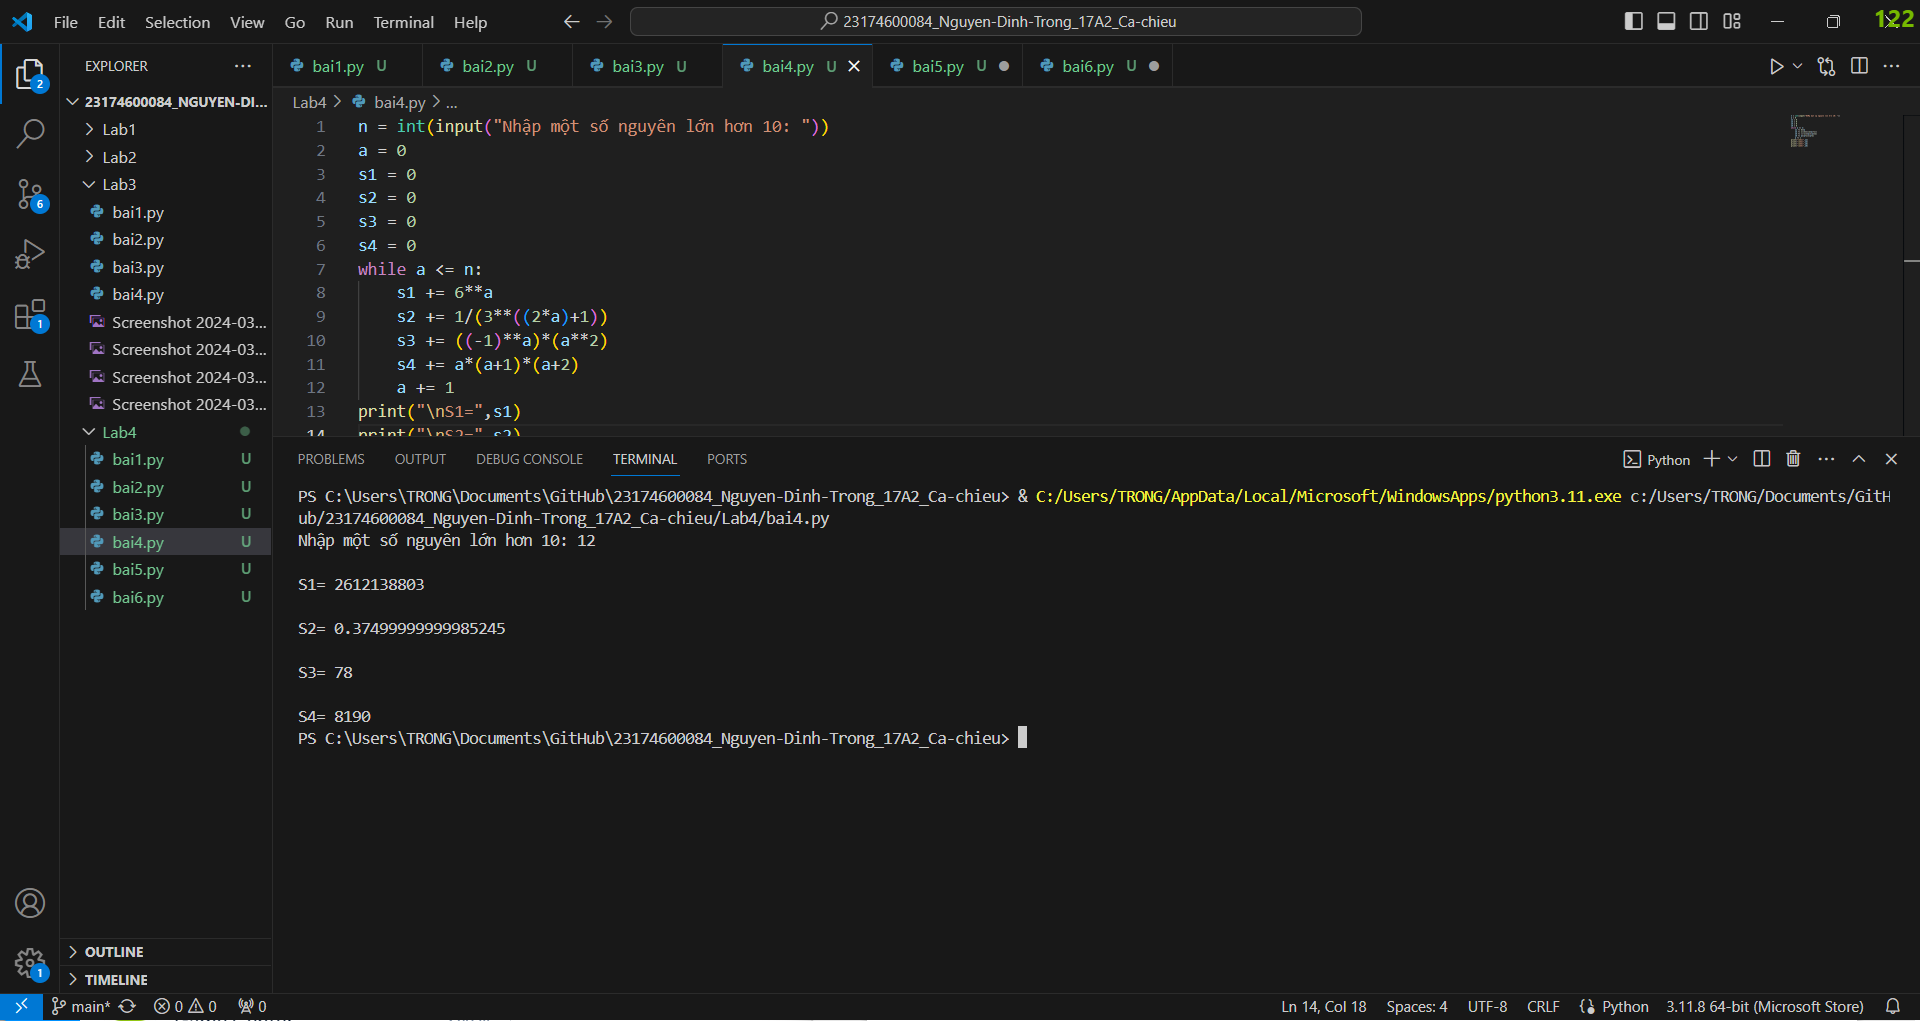 File Edit Selection View Go Run Terminal Help
23174600084_Nguyen-Dinh-Trong_17A2_Ca-chieu
122
EXPLORER
bai1.py U bai2.py U bai3.py U bai4.py U bai5.py U bai6.py U
23174600084_NGUYEN-DI...
Lab1
Lab2
Lab3
bai1.py
bai2.py
bai3.py
bai4.py
Screenshot 2024-03...
Screenshot 2024-03...
Screenshot 2024-03...
Screenshot 2024-03...
Lab4
bai1.py U
bai2.py U
bai3.py U
bai4.py U
bai5.py U
bai6.py U
OUTLINE
TIMELINE
2
6
1
1
Lab4 > bai4.py > ...
1 n = int(input("Nhập một số nguyên lớn hơn 10: "))
2 a = 0
3 s1 = 0
4 s2 = 0
5 s3 = 0
6 s4 = 0
7 while a <= n:
8 s1 += 6**a
9 s2 += 1/(3**((2*a)+1))
10 s3 += ((-1)**a)*(a**2)
11 s4 += a*(a+1)*(a+2)
12 a += 1
13 print("\nS1=",s1)
14 print("\nS2=",s2)
PROBLEMS OUTPUT DEBUG CONSOLE TERMINAL PORTS
Python
PS C:\Users\TRONG\Documents\GitHub\23174600084_Nguyen-Dinh-Trong_17A2_Ca-chieu> & C:/Users/TRONG/AppData/Local/Microsoft/WindowsApps/python3.11.exe c:/Users/TRONG/Documents/GitH
ub/23174600084_Nguyen-Dinh-Trong_17A2_Ca-chieu/Lab4/bai4.py
Nhập một số nguyên lớn hơn 10: 12
S1= 2612138803
S2= 0.37499999999985245
S3= 78
S4= 8190
PS C:\Users\TRONG\Documents\GitHub\23174600084_Nguyen-Dinh-Trong_17A2_Ca-chieu>
main* 0 0 0
Ln 14, Col 18 Spaces: 4 UTF-8 CRLF Python 3.11.8 64-bit (Microsoft Store)